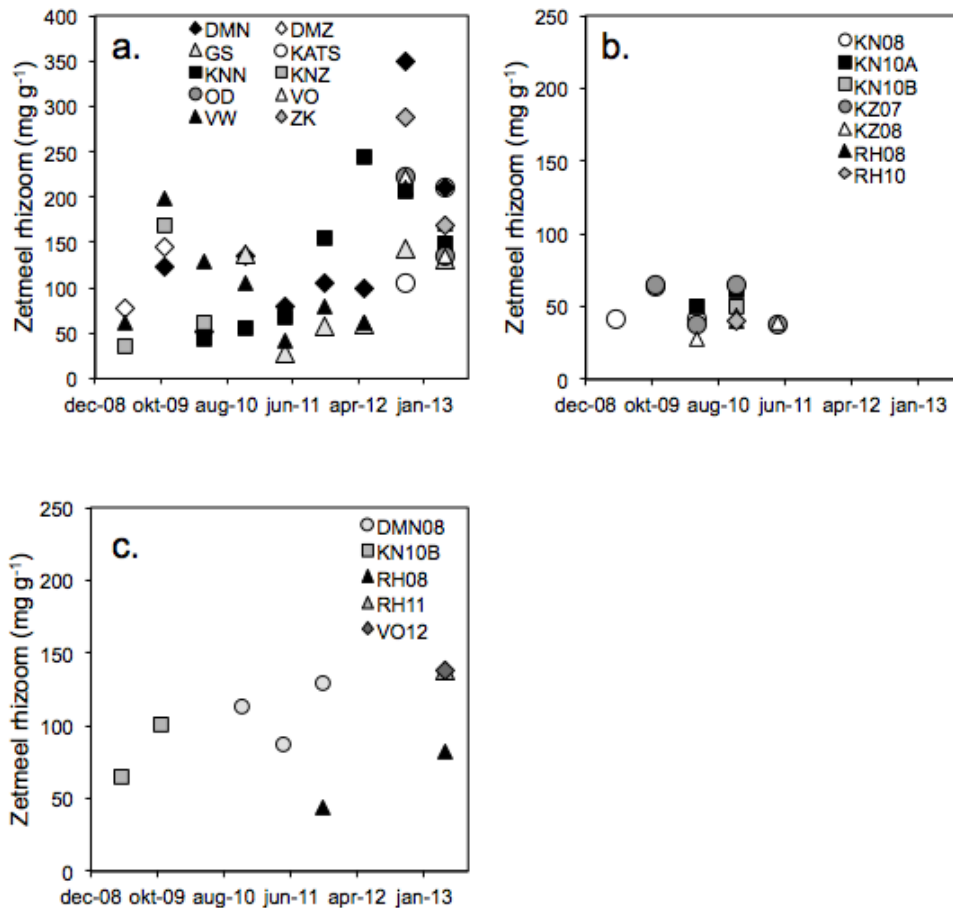 a.
DMN DMZ
GS KATS
KNN KNZ
OD VO
VW ZK
Zetmeel rhizoom (mg g⁻¹)
400
350
300
250
200
150
100
50
0
dec-08 okt-09 aug-10 jun-11 apr-12 jan-13
b.
KN08
KN10A
KN10B
KZ07
KZ08
RH08
RH10
Zetmeel rhizoom (mg g⁻¹)
250
200
150
100
50
0
dec-08 okt-09 aug-10 jun-11 apr-12 jan-13
c.
DMN08
KN10B
RH08
RH11
VO12
Zetmeel rhizoom (mg g⁻¹)
250
200
150
100
50
0
dec-08 okt-09 aug-10 jun-11 apr-12 jan-13